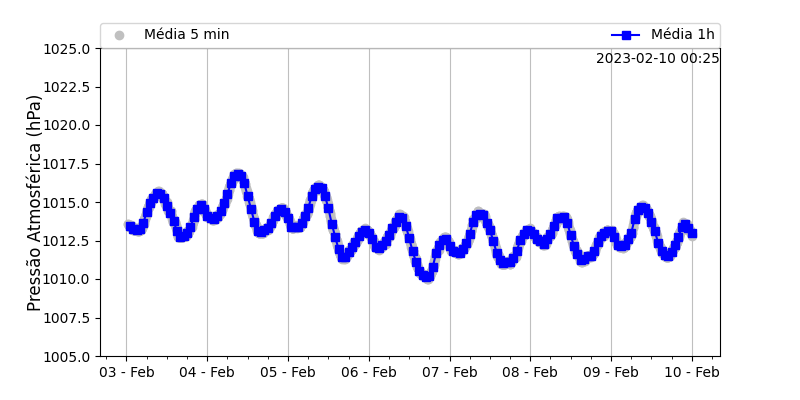 Média 5 min
Média 1h
2023-02-10 00:25
Pressão Atmosférica (hPa)
1025.0
1022.5
1020.0
1017.5
1015.0
1012.5
1010.0
1007.5
1005.0
03 - Feb
04 - Feb
05 - Feb
06 - Feb
07 - Feb
08 - Feb
09 - Feb
10 - Feb